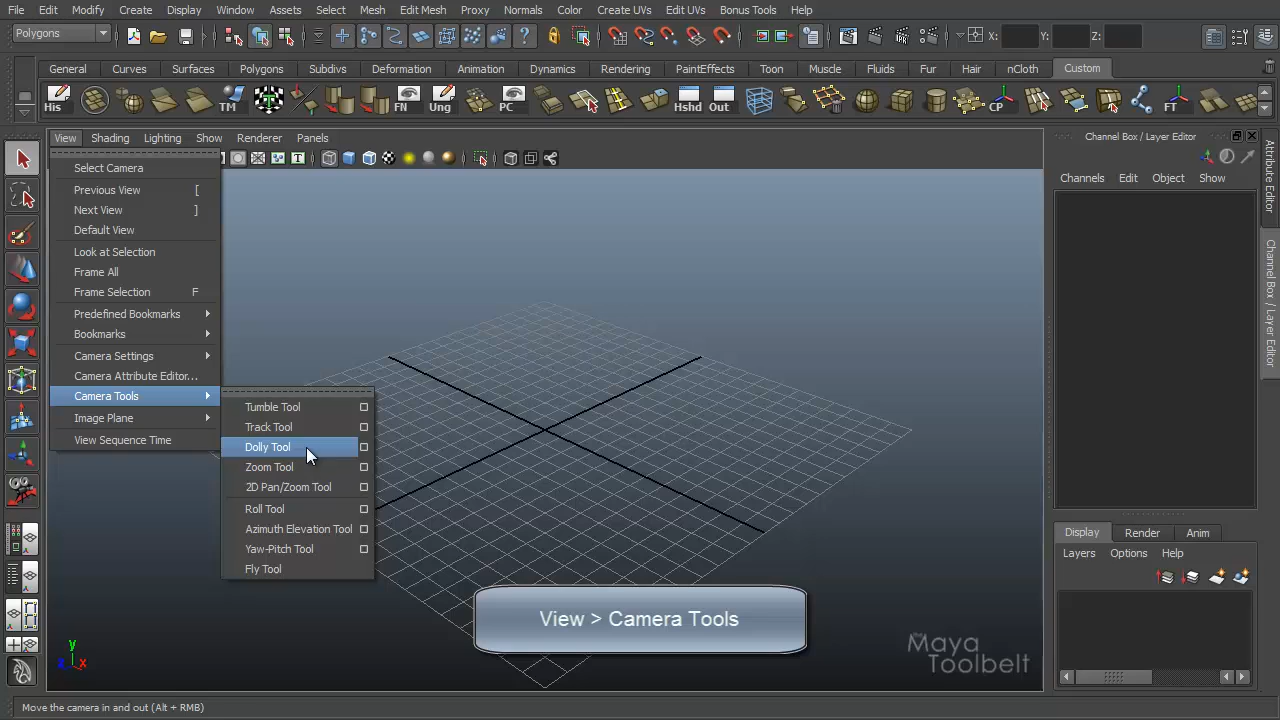 File Edit Modify Create Display Window Assets Select Mesh Edit Mesh Proxy Normals Color Create UVs Edit UVs Bonus Tools Help
Polygons X: Y: Z:
General Curves Surfaces Polygons Subdivs Deformation Animation Dynamics Rendering PaintEffects Toon Muscle Fluids Fur Hair nCloth Custom
His TM FN Ung PC Hshd Out CP FT
View Shading Lighting Show Renderer Panels
Channel Box / Layer Editor
Select Camera
Previous View [
Next View ]
Default View
Look at Selection
Frame All
Frame Selection F
Predefined Bookmarks
Bookmarks
Camera Settings
Camera Attribute Editor...
Camera Tools
Image Plane
View Sequence Time
Tumble Tool
Track Tool
Dolly Tool
Zoom Tool
2D Pan/Zoom Tool
Roll Tool
Azimuth Elevation Tool
Yaw-Pitch Tool
Fly Tool
Channels Edit Object Show
Attribute Editor
Channel Box / Layer Editor
Display Render Anim
Layers Options Help
View > Camera Tools
the Maya
Toolbelt
y
z x
Move the camera in and out (Alt + RMB)